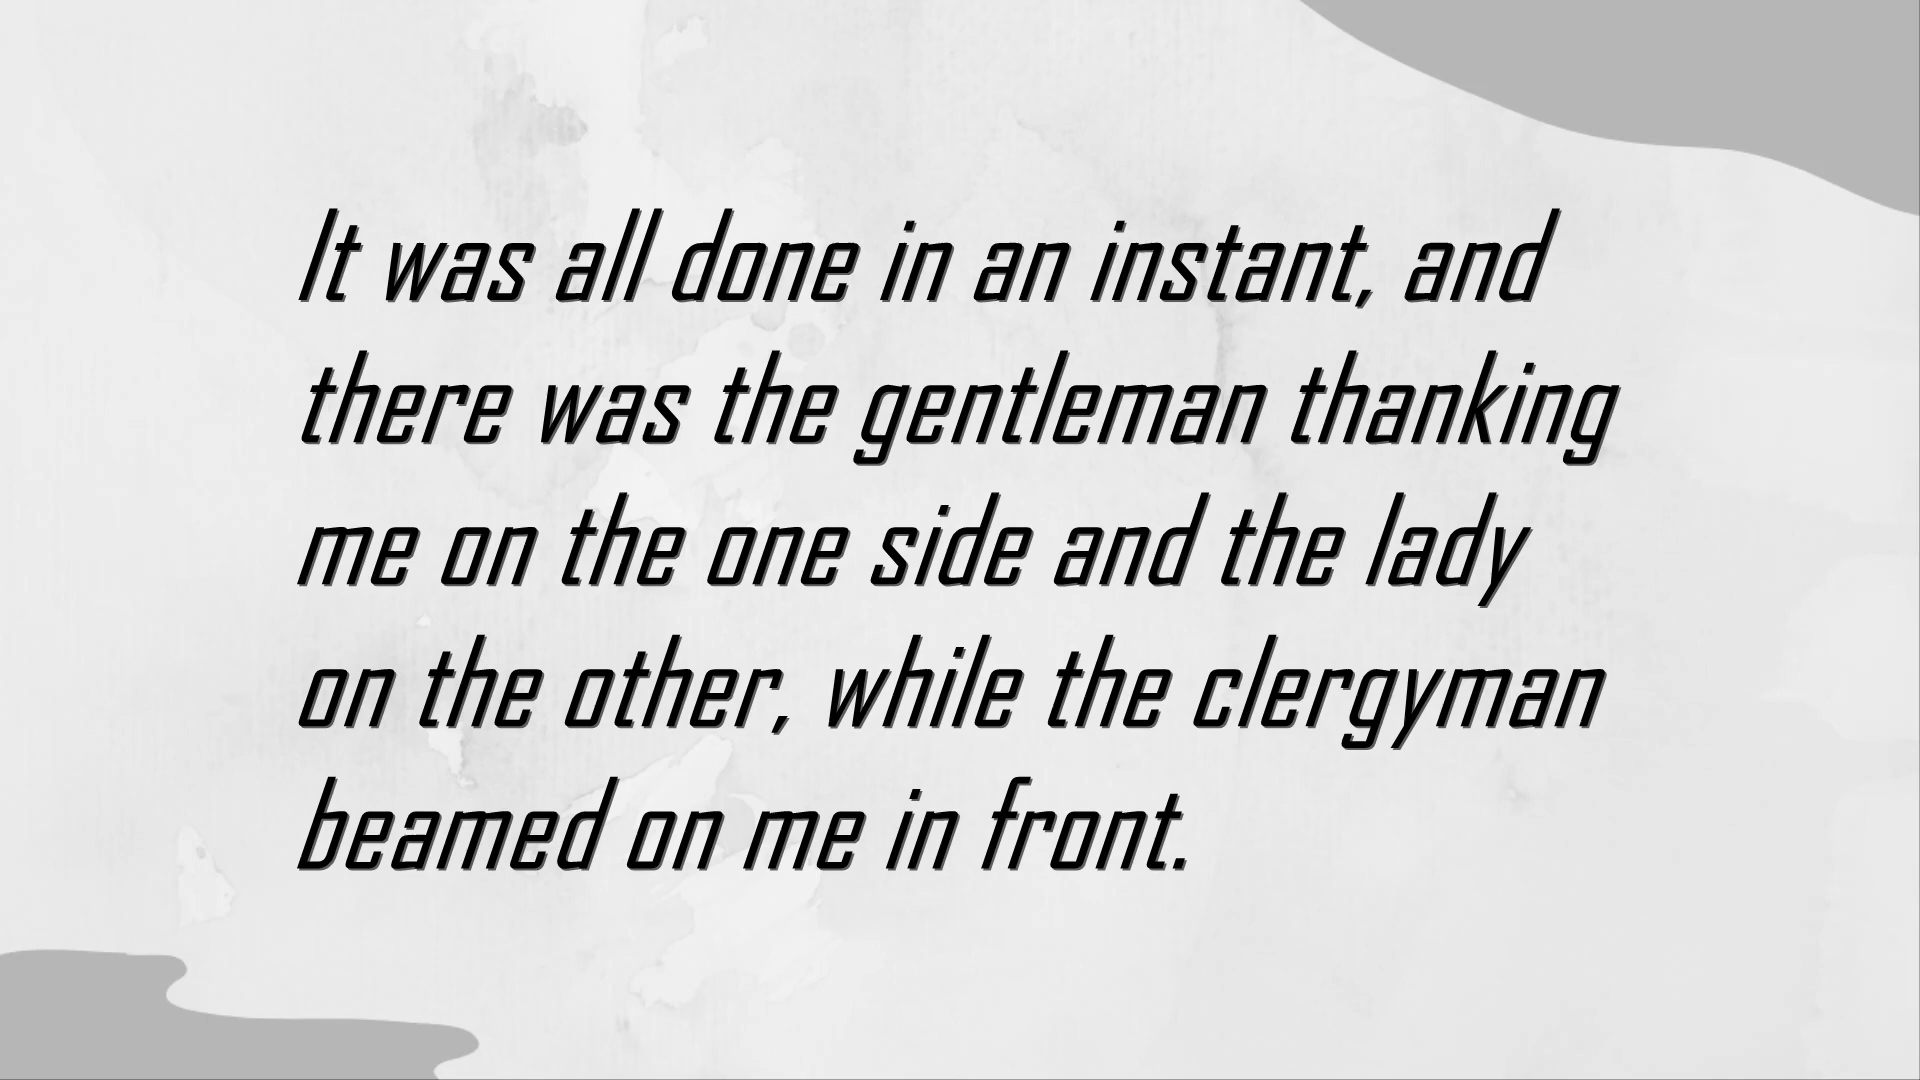 It was all done in an instant, and
there was the gentleman thanking
me on the one side and the lady
on the other, while the clergyman
beamed on me in front.